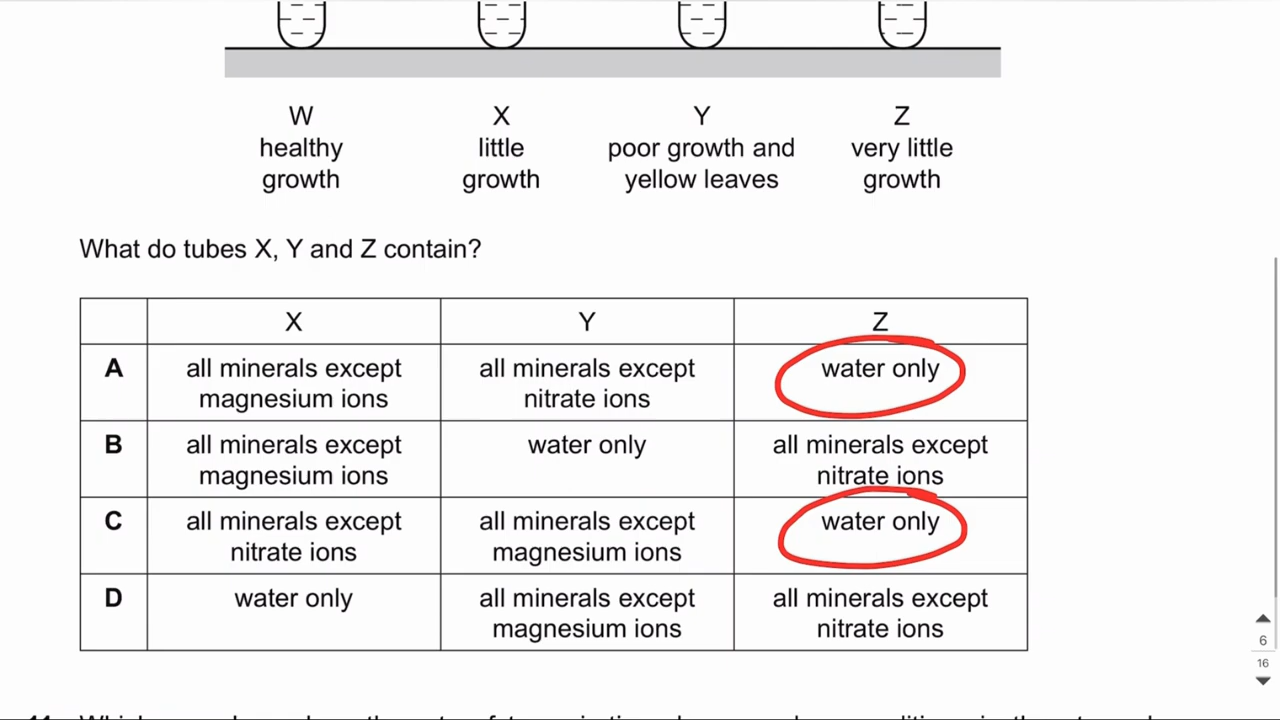 W X Y Z
healthy little poor growth and very little
growth growth yellow leaves growth
What do tubes X, Y and Z contain?
X Y Z
A all minerals except all minerals except water only
magnesium ions nitrate ions
B all minerals except water only all minerals except
magnesium ions nitrate ions
C all minerals except all minerals except water only
nitrate ions magnesium ions
D water only all minerals except all minerals except
magnesium ions nitrate ions
6
16